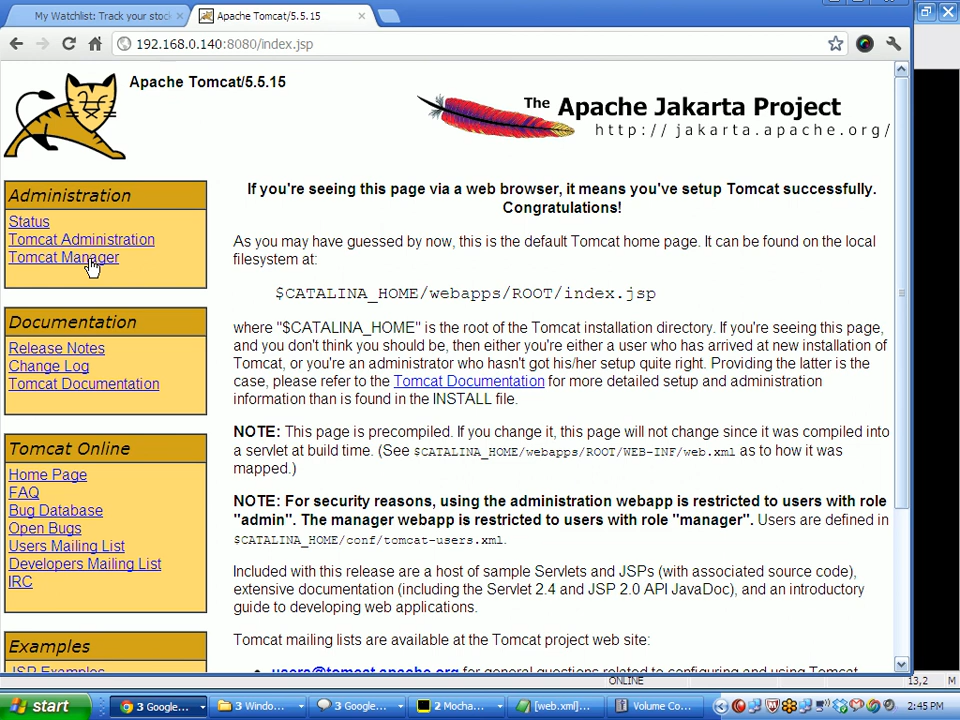 My Watchlist: Track your stoc
Apache Tomcat/5.5.15
192.168.0.140:8080/index.jsp
Apache Tomcat/5.5.15
The Apache Jakarta Project
http://jakarta.apache.org/
Administration
Status
Tomcat Administration
Tomcat Manager
Documentation
Release Notes
Change Log
Tomcat Documentation
Tomcat Online
Home Page
FAQ
Bug Database
Open Bugs
Users Mailing List
Developers Mailing List
IRC
Examples
JSP Examples
If you're seeing this page via a web browser, it means you've setup Tomcat successfully.
Congratulations!
As you may have guessed by now, this is the default Tomcat home page. It can be found on the local
filesystem at:
$CATALINA_HOME/webapps/ROOT/index.jsp
where "$CATALINA_HOME" is the root of the Tomcat installation directory. If you're seeing this page,
and you don't think you should be, then either you're either a user who has arrived at new installation of
Tomcat, or you're an administrator who hasn't got his/her setup quite right. Providing the latter is the
case, please refer to the Tomcat Documentation for more detailed setup and administration
information than is found in the INSTALL file.
NOTE: This page is precompiled. If you change it, this page will not change since it was compiled into
a servlet at build time. (See $CATALINA_HOME/webapps/ROOT/WEB-INF/web.xml as to how it was
mapped.)
NOTE: For security reasons, using the administration webapp is restricted to users with role
"admin". The manager webapp is restricted to users with role "manager". Users are defined in
$CATALINA_HOME/conf/tomcat-users.xml.
Included with this release are a host of sample Servlets and JSPs (with associated source code),
extensive documentation (including the Servlet 2.4 and JSP 2.0 API JavaDoc), and an introductory
guide to developing web applications.
Tomcat mailing lists are available at the Tomcat project web site:
users@tomcat.apache.org for general questions related to configuring and using Tomcat
ONLINE
13,2
M
start
3 Google...
3 Windo...
3 Google...
2 Mocha...
[web.xml]...
Volume Co...
2:45 PM